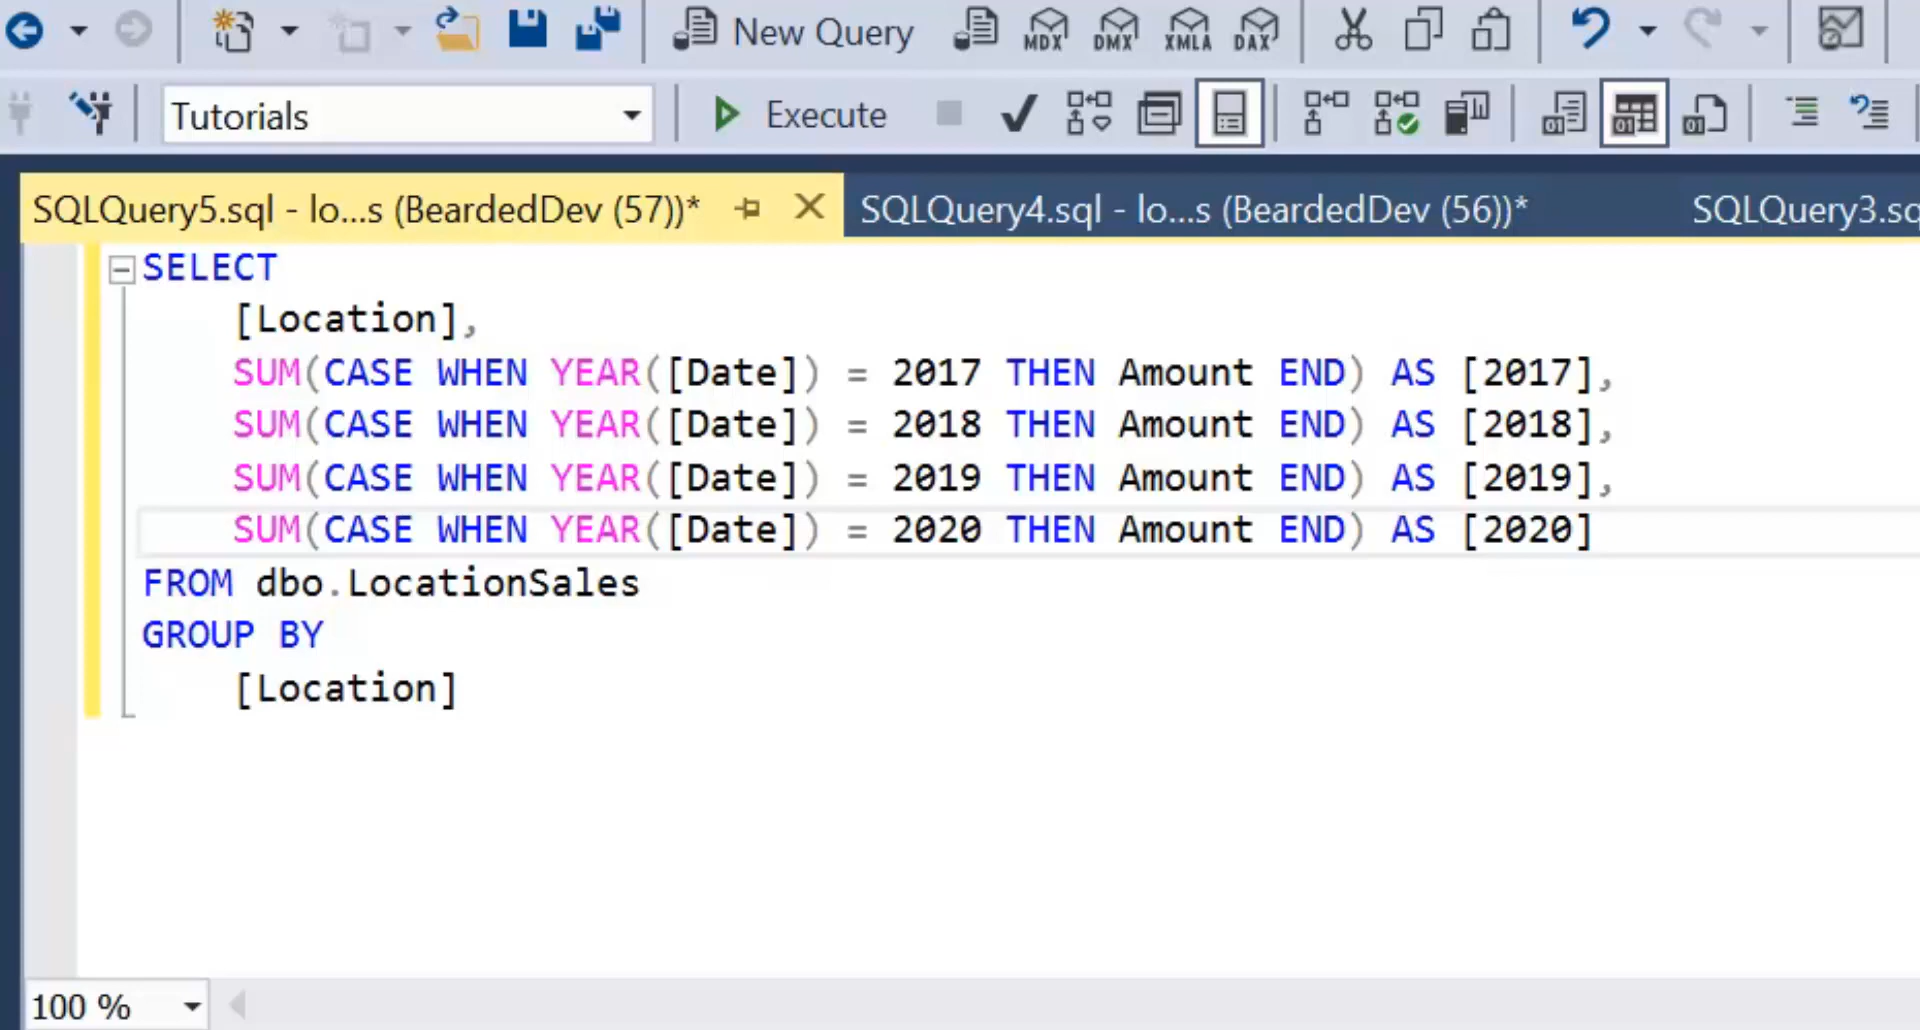 New Query
MDX DMX XMLA DAX
Tutorials
Execute
SQLQuery5.sql - lo...s (BeardedDev (57))*
SQLQuery4.sql - lo...s (BeardedDev (56))*
SQLQuery3.sq
SELECT
[Location],
SUM(CASE WHEN YEAR([Date]) = 2017 THEN Amount END) AS [2017],
SUM(CASE WHEN YEAR([Date]) = 2018 THEN Amount END) AS [2018],
SUM(CASE WHEN YEAR([Date]) = 2019 THEN Amount END) AS [2019],
SUM(CASE WHEN YEAR([Date]) = 2020 THEN Amount END) AS [2020]
FROM dbo.LocationSales
GROUP BY
[Location]
100 %